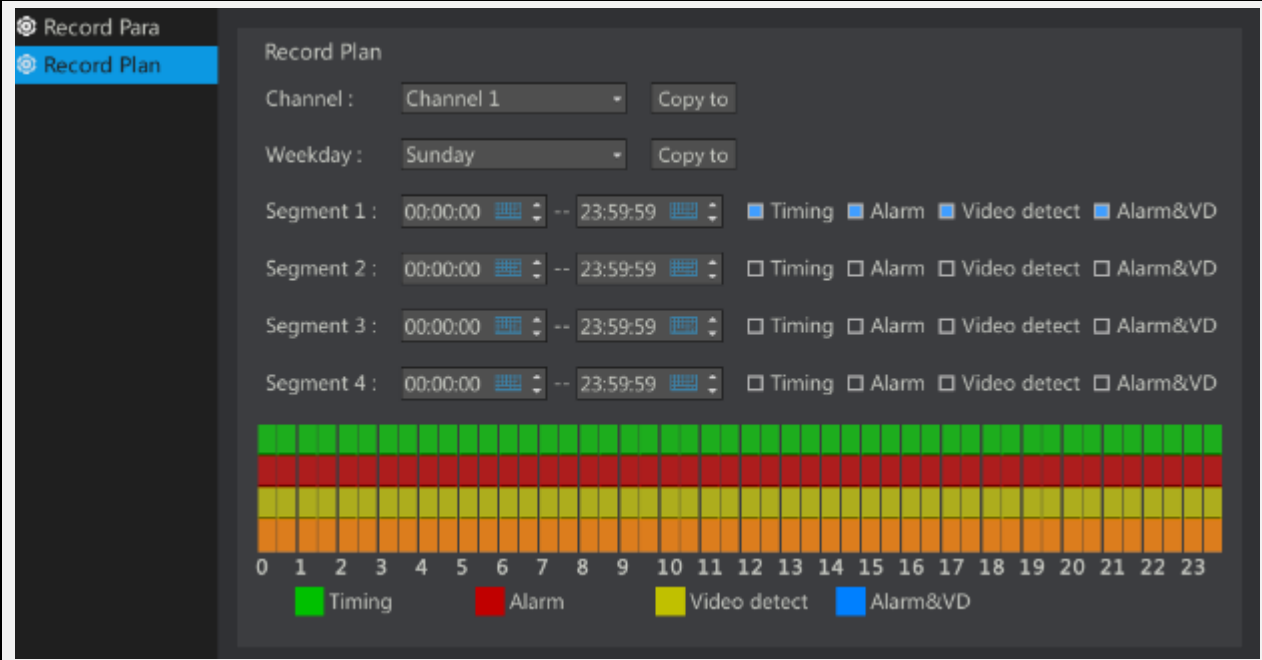 Record Para
Record Plan
Record Plan
Channel : Channel 1 Copy to
Weekday : Sunday Copy to
Segment 1 : 00:00:00 -- 23:59:59 Timing Alarm Video detect Alarm&VD
Segment 2 : 00:00:00 -- 23:59:59 Timing Alarm Video detect Alarm&VD
Segment 3 : 00:00:00 -- 23:59:59 Timing Alarm Video detect Alarm&VD
Segment 4 : 00:00:00 -- 23:59:59 Timing Alarm Video detect Alarm&VD
0 1 2 3 4 5 6 7 8 9 10 11 12 13 14 15 16 17 18 19 20 21 22 23
Timing Alarm Video detect Alarm&VD